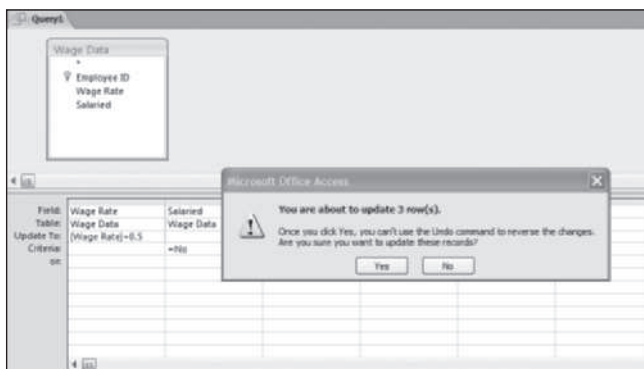 Query1
Wage Data
*
Employee ID
Wage Rate
Salaried
Microsoft Office Access
You are about to update 3 row(s).
Once you click Yes, you can't use the Undo command to reverse the changes.
Are you sure you want to update these records?
Yes No
Field: Wage Rate Salaried
Table: Wage Data Wage Data
Update To: [Wage Rate]+0.5
Criteria: =No
or: